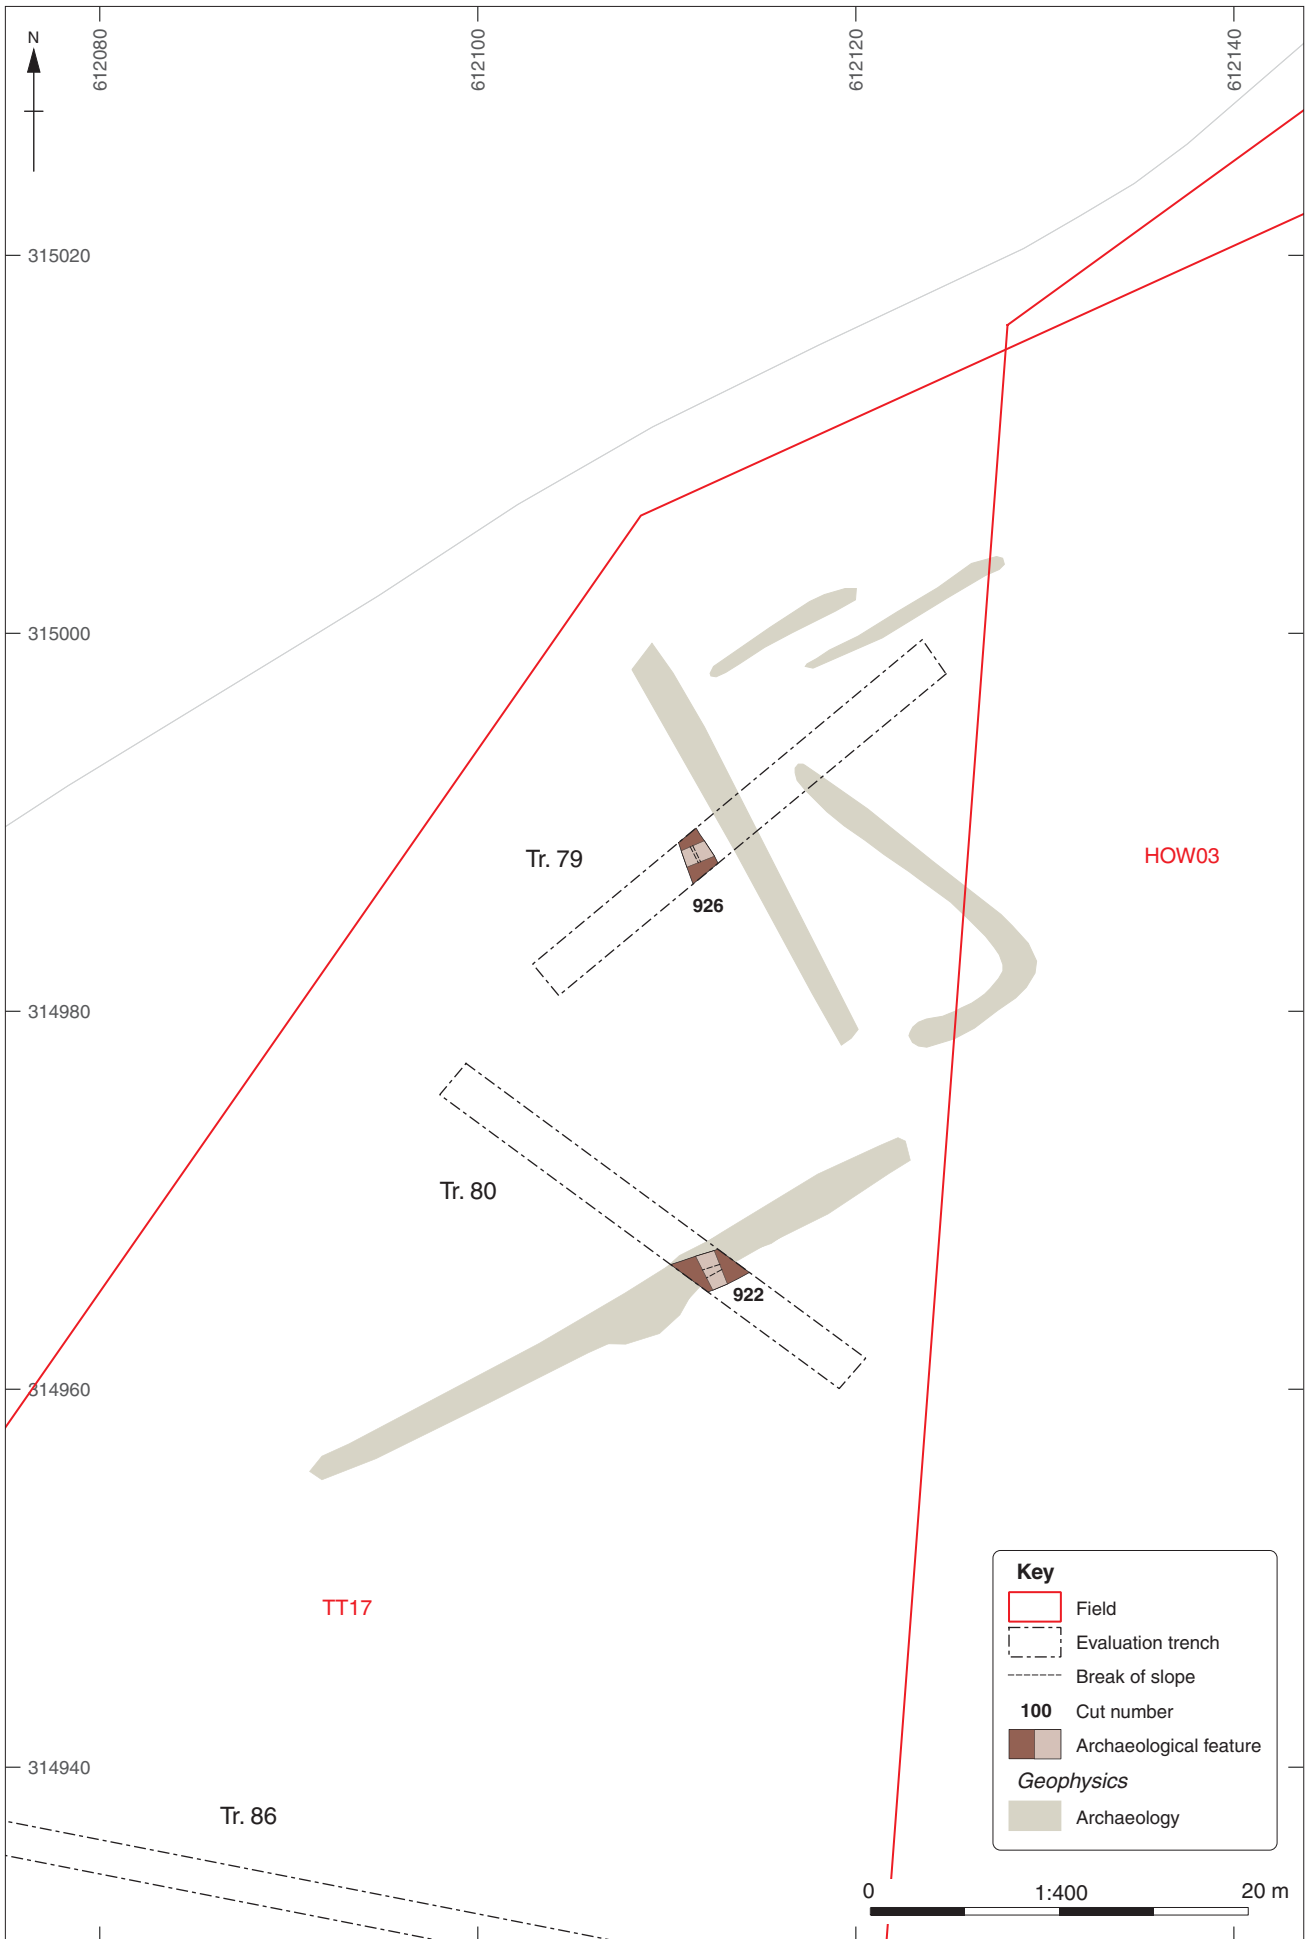 N
612080
612100
612120
612140
315020
315000
314980
314960
314940
Tr. 79
926
HOW03
Tr. 80
922
TT17
Tr. 86
Key
Field
Evaluation trench
Break of slope
100 Cut number
Archaeological feature
Geophysics
Archaeology
0 1:400 20 m